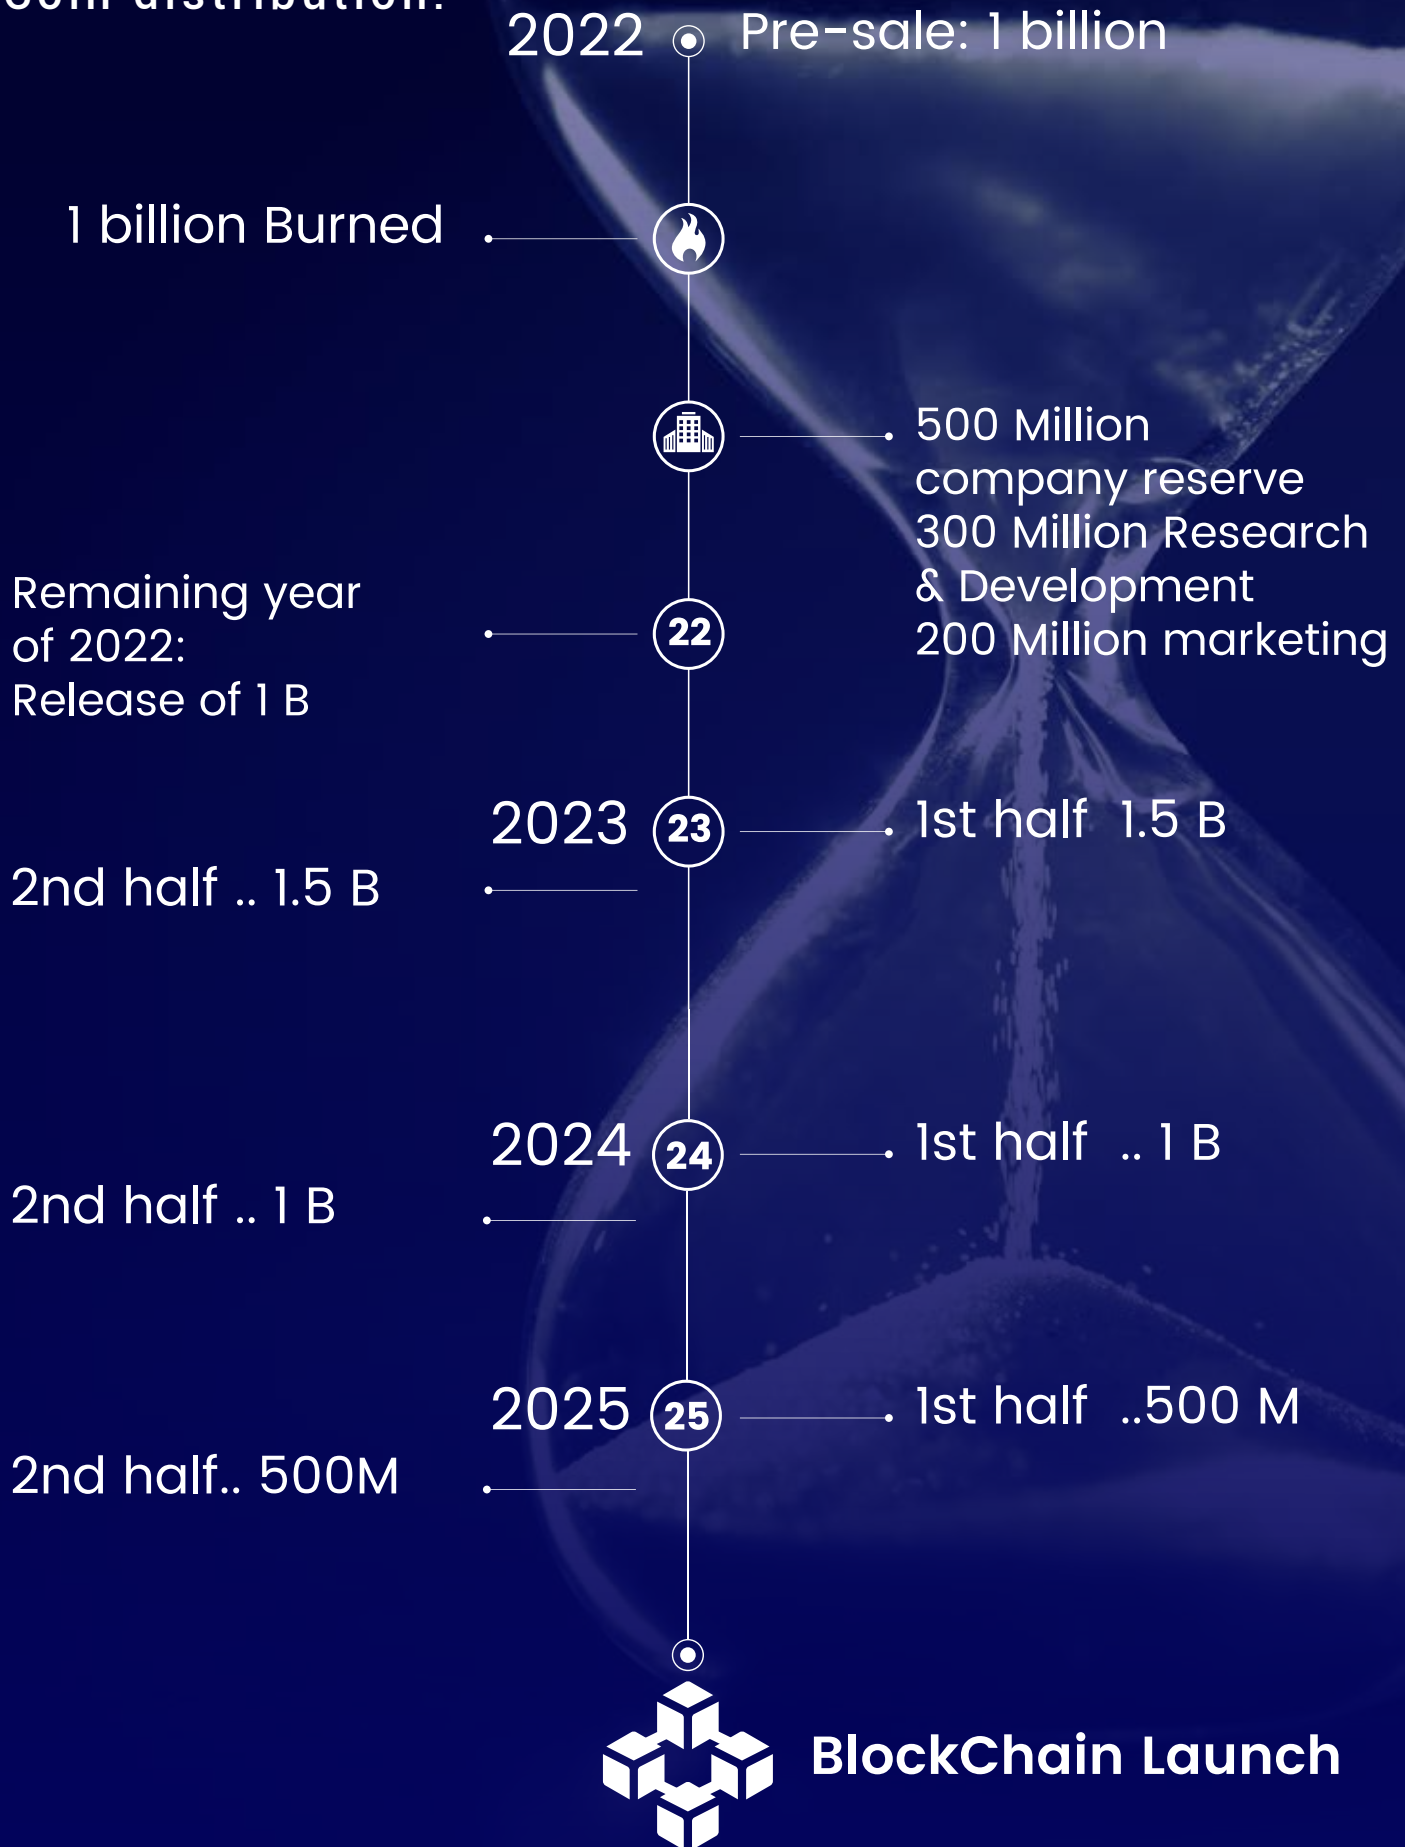 Coin distribution:
2022
Pre-sale: 1 billion
1 billion Burned
500 Million
company reserve
300 Million Research
& Development
200 Million marketing
Remaining year
of 2022:
Release of 1 B
22
2023
23
1st half 1.5 B
2nd half .. 1.5 B
2024
24
1st half .. 1 B
2nd half .. 1 B
2025
25
1st half ..500 M
2nd half.. 500M
BlockChain Launch